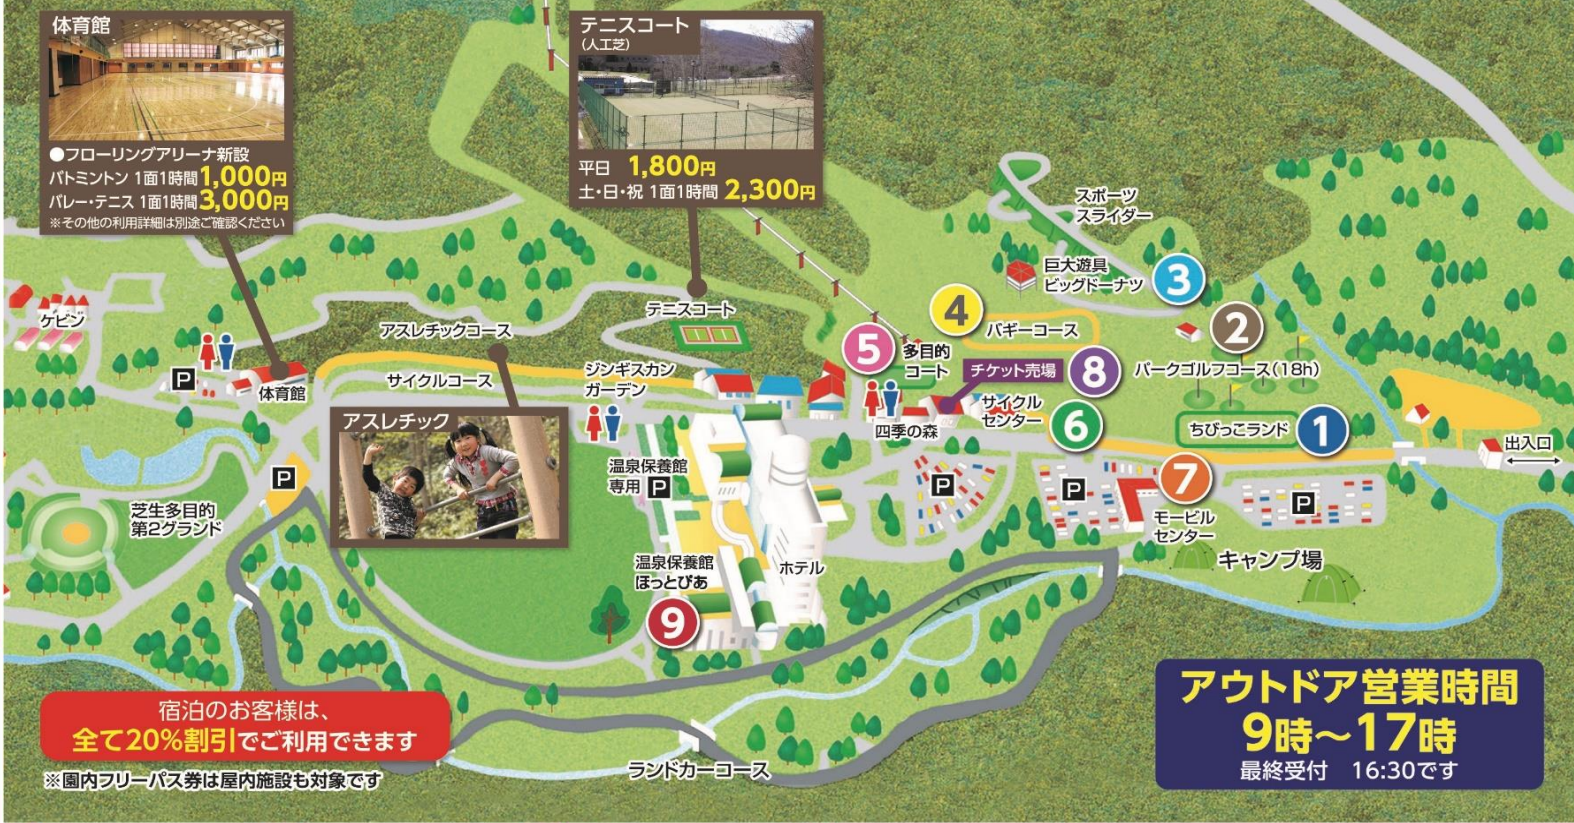 体育館
●フローリングアリーナ新設
バトミントン 1面1時間 1,000円
バレー・テニス 1面1時間 3,000円
※その他の利用詳細は別途ご確認ください
テニスコート
(人工芝)
平日 1,800円
土・日・祝 1面1時間 2,300円
スポーツ
スライダー
巨大遊具
ビッグドーナツ
3
4
バギーコース
2
パークゴルフコース(18h)
5
多目的
コート
チケット売場
8
サイクル
センター
6
四季の森
ちびっこランド
1
出入口
テニスコート
アスレチックコース
サイクルコース
ジンギスカン
ガーデン
ケビン
P
体育館
アスレチック
P
芝生多目的
第2グランド
温泉保養館
専用 P
温泉保養館
ほっとぴあ
9
ホテル
P
P
7
モービル
センター
P
キャンプ場
ランドカーコース
宿泊のお客様は、
全て20%割引でご利用できます
※園内フリーパス券は屋内施設も対象です
アウトドア営業時間
9時～17時
最終受付 16:30です